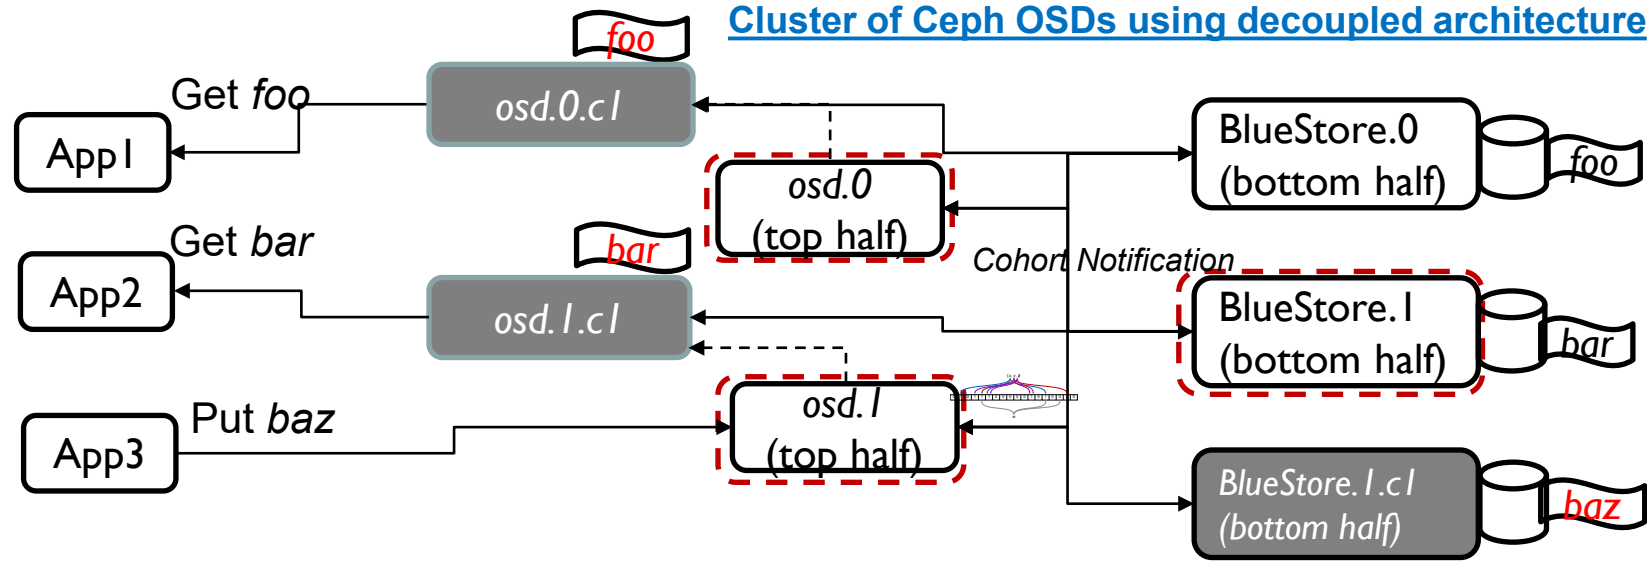 Cluster of Ceph OSDs using decoupled architecture
foo
Get foo
osd.0.c1
App1
BlueStore.0
(bottom half)
foo
osd.0
(top half)
Get bar
bar
Cohort Notification
App2
osd.1.c1
BlueStore.1
(bottom half)
bar
osd.1
(top half)
Put baz
App3
BlueStore.1.c1
(bottom half)
baz